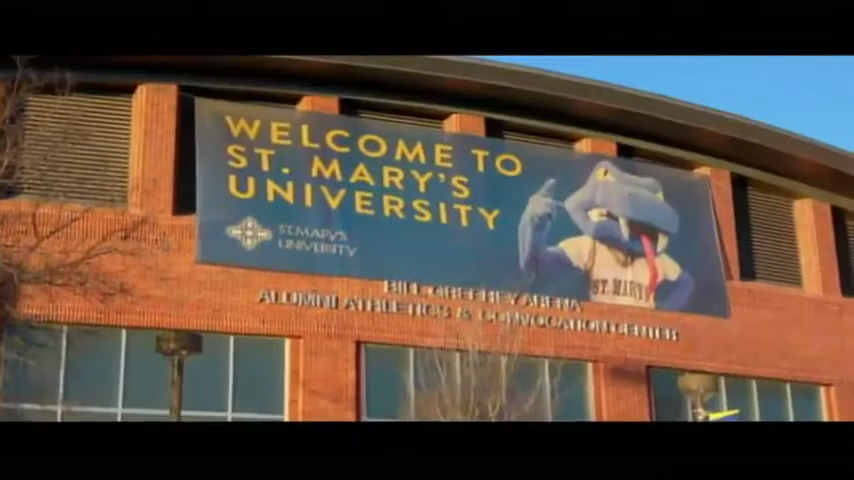 WELCOME TO
ST. MARY'S
UNIVERSITY
ST. MARY'S
UNIVERSITY
ST. MARY'S
BILL GREEHEY ARENA
ALUMNI ATHLETICS & CONVOCATION CENTER